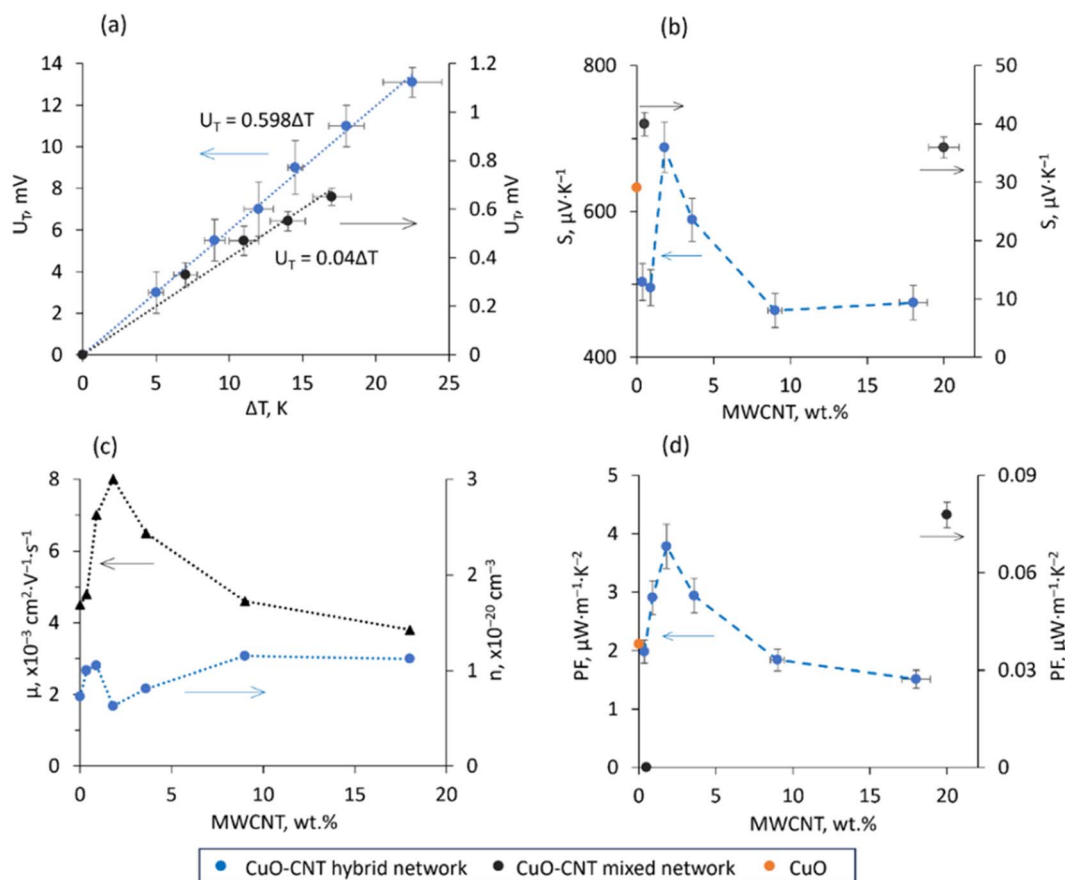 (a)
14
12
10
8
6
4
2
0
U_T, mV
1.2
1
0.8
0.6
0.4
0.2
0
U_T, mV
U_T = 0.598ΔT
U_T = 0.04ΔT
0 5 10 15 20 25
ΔT, K
(b)
800
600
400
S, μV·K⁻¹
50
40
30
20
10
0
S, μV·K⁻¹
0 5 10 15 20
MWCNT, wt.%
(c)
8
6
4
2
0
μ, x10⁻³ cm²·V⁻¹·s⁻¹
3
2
1
0
n, x10⁻²⁰ cm⁻³
0 5 10 15 20
MWCNT, wt.%
(d)
5
4
3
2
1
0
PF, μW·m⁻¹·K⁻²
0.09
0.06
0.03
0
PF, μW·m⁻¹·K⁻²
0 5 10 15 20
MWCNT, wt.%
CuO-CNT hybrid network CuO-CNT mixed network CuO